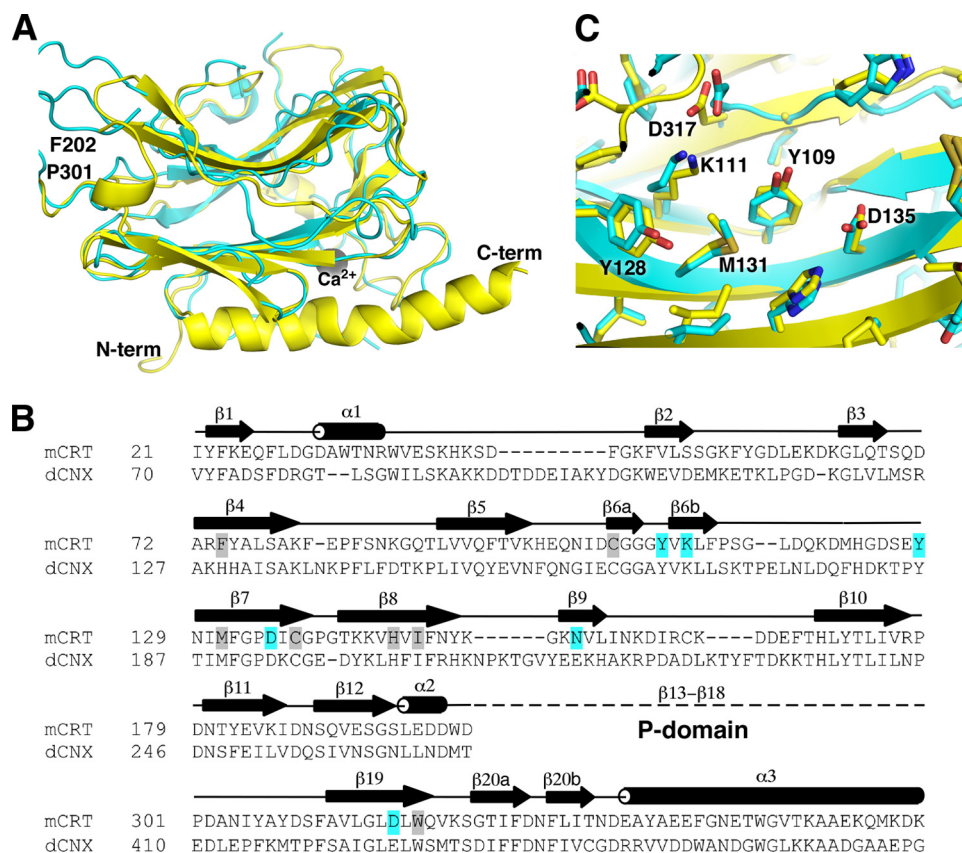 A
F202
P301
Ca2+
C-term
N-term
C
D317
K111
Y109
D135
Y128
M131
B
β1 α1 β2 β3
mCRT 21 IYFKEQFLDGDAWTNRWVESKHKSD---------FGKFVLSSGKFYGDLEKDKGLQTSQD
dCNX 70 VYFADSFDRGT--LSGWILSKAKKDDTDDEIAKYDGKWEVDEMKETKLPGD-KGLVLMSR
β4 β5 β6a β6b
mCRT 72 ARFYALSAKF-EPFSNKGQTLVVQFTVKHEQNIDCGGGYVKLFPSG--LDQKDMHGDSEY
dCNX 127 AKHHAISAKLNKPFLFDTKPLIVQYEVNFQNGIECGGAYVKLLSKTPELNLDQFHDKTPY
β7 β8 β9 β10
mCRT 129 NIMFGPDICGPGTKKVHVIFNYK------GKNVLINKDIRCK----DDEFTHLYTLIVRP
dCNX 187 TIMFGPDKCGE-DYKLHFIFRHKNPKTGVYEEKHAKRPDADLKTYFTDKKTHLYTLILNP
β11 β12 α2 β13–β18
mCRT 179 DNTYEVKIDNSQVESGSLEDDWD
dCNX 246 DNSFEILVDQSIVNSGNLLNDMT
P-domain
β19 β20a β20b α3
mCRT 301 PDANIYAYDSFAVLGLDLWQVKSGTIFDNFLITNDEAYAEEFGNETWGVTKAAEKQMKDK
dCNX 410 EDLEPFKMTPFSAIGLELWSMTSDIFFDNFIVCGDRRVVDDWANDGWGLKKAADGAAEPG